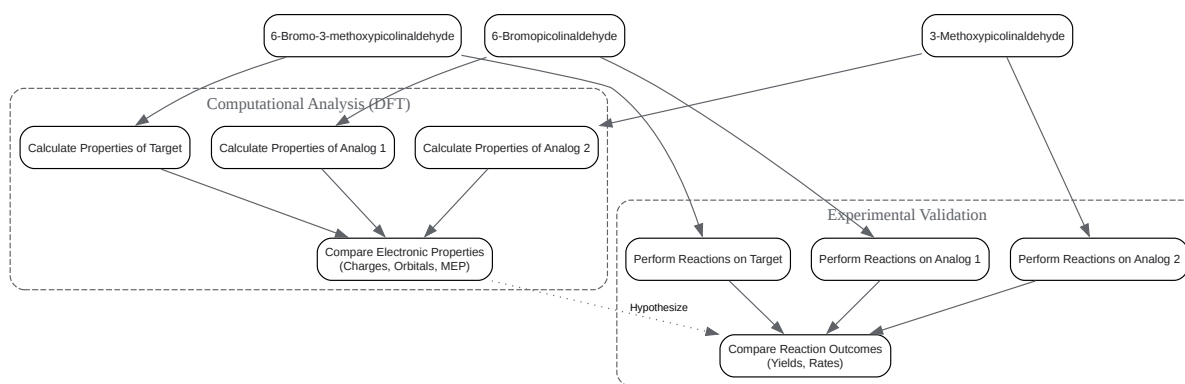 6-Bromo-3-methoxypicolinaldehyde
6-Bromopicolinaldehyde
3-Methoxypicolinaldehyde
Computational Analysis (DFT)
Calculate Properties of Target
Calculate Properties of Analog 1
Calculate Properties of Analog 2
Experimental Validation
Compare Electronic Properties
(Charges, Orbitals, MEP)
Perform Reactions on Target
Perform Reactions on Analog 1
Perform Reactions on Analog 2
Hypothesize
Compare Reaction Outcomes
(Yields, Rates)